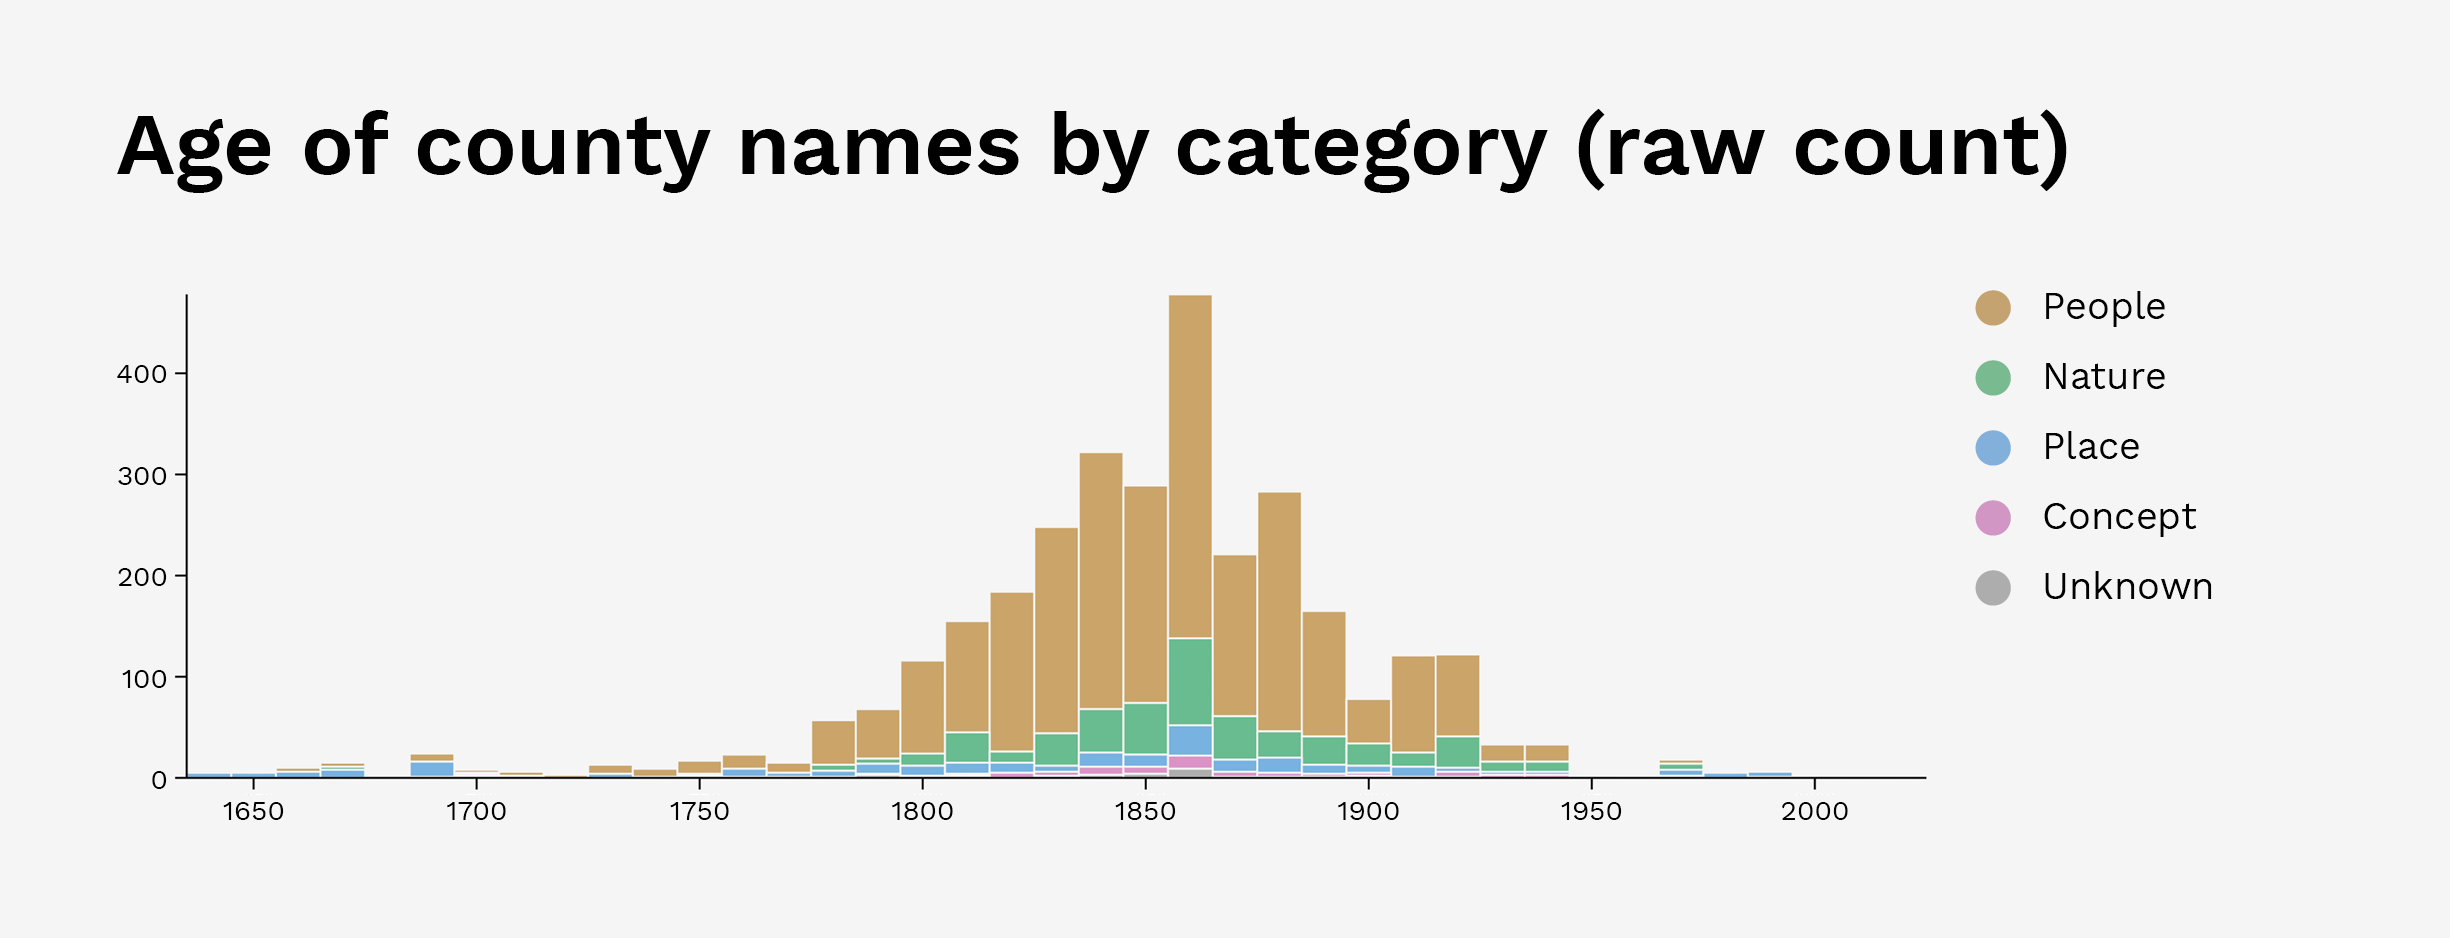 Age of county names by category (raw count)
People
Nature
Place
Concept
Unknown
400
300
200
100
0
1650 1700 1750 1800 1850 1900 1950 2000